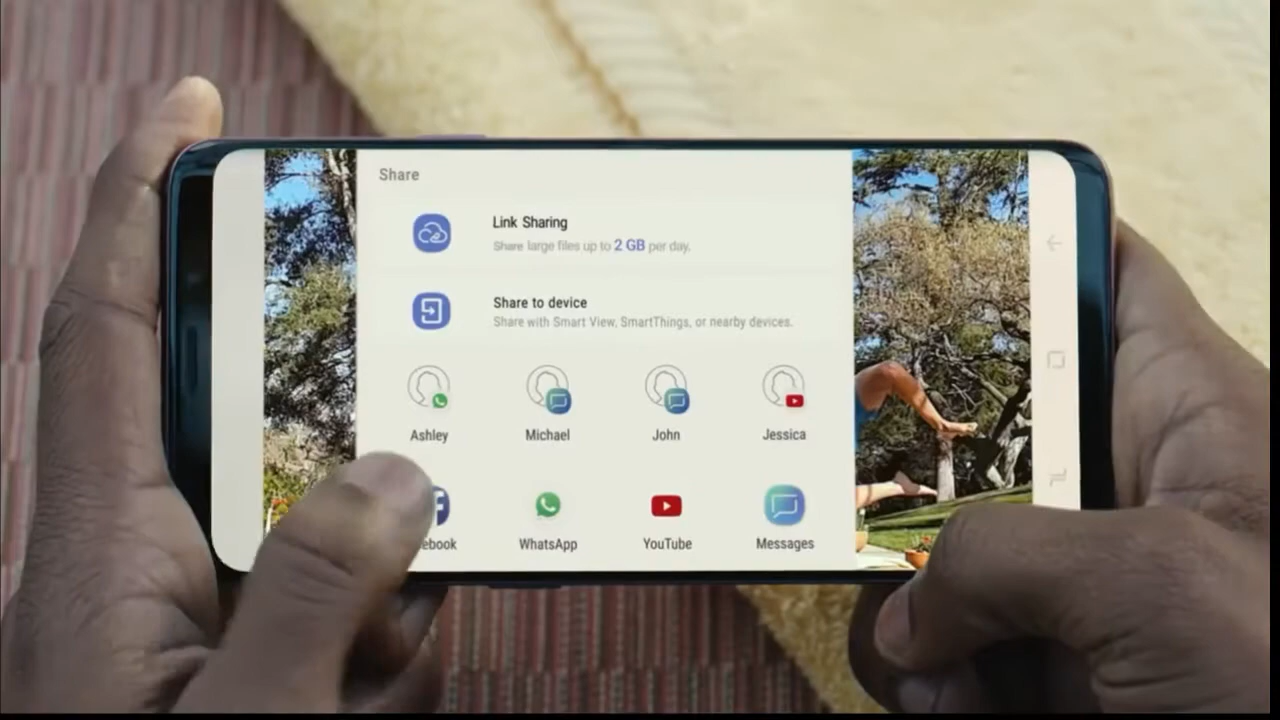 Share
Link Sharing
Share large files up to 2 GB per day.
Share to device
Share with Smart View, SmartThings, or nearby devices.
Ashley Michael John Jessica
ebook WhatsApp YouTube Messages